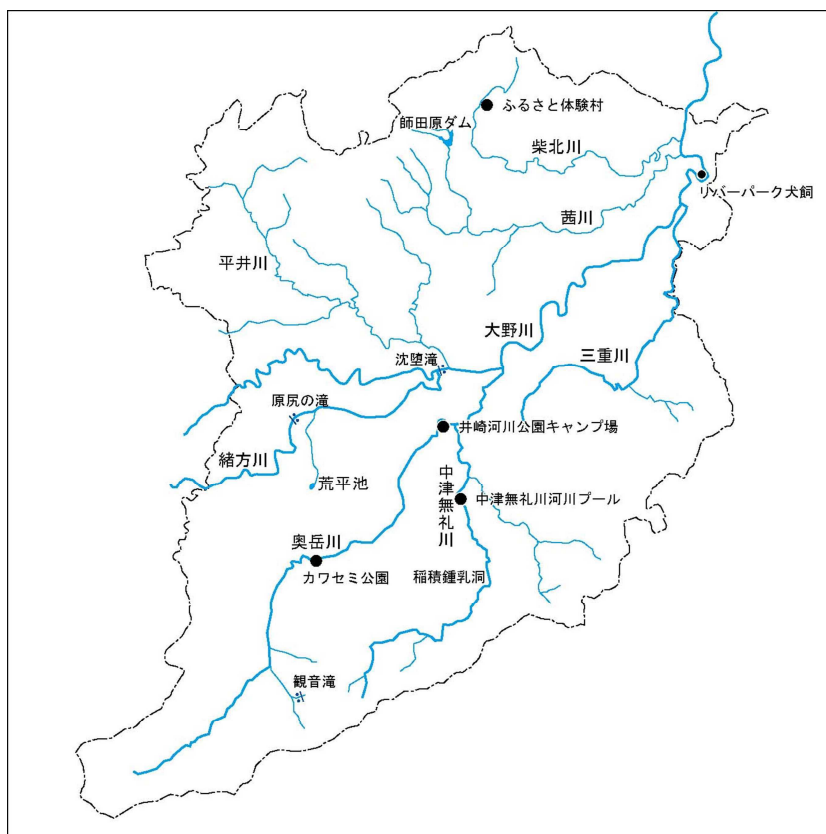 ふるさと体験村
師田原ダム
柴北川
リバーパーク犬飼
茜川
平井川
大野川
沈堕滝
三重川
原尻の滝
井崎河川公園キャンプ場
緒方川
荒平池
中津無礼川
中津無礼川河川プール
奥岳川
カワセミ公園
稲積鍾乳洞
観音滝